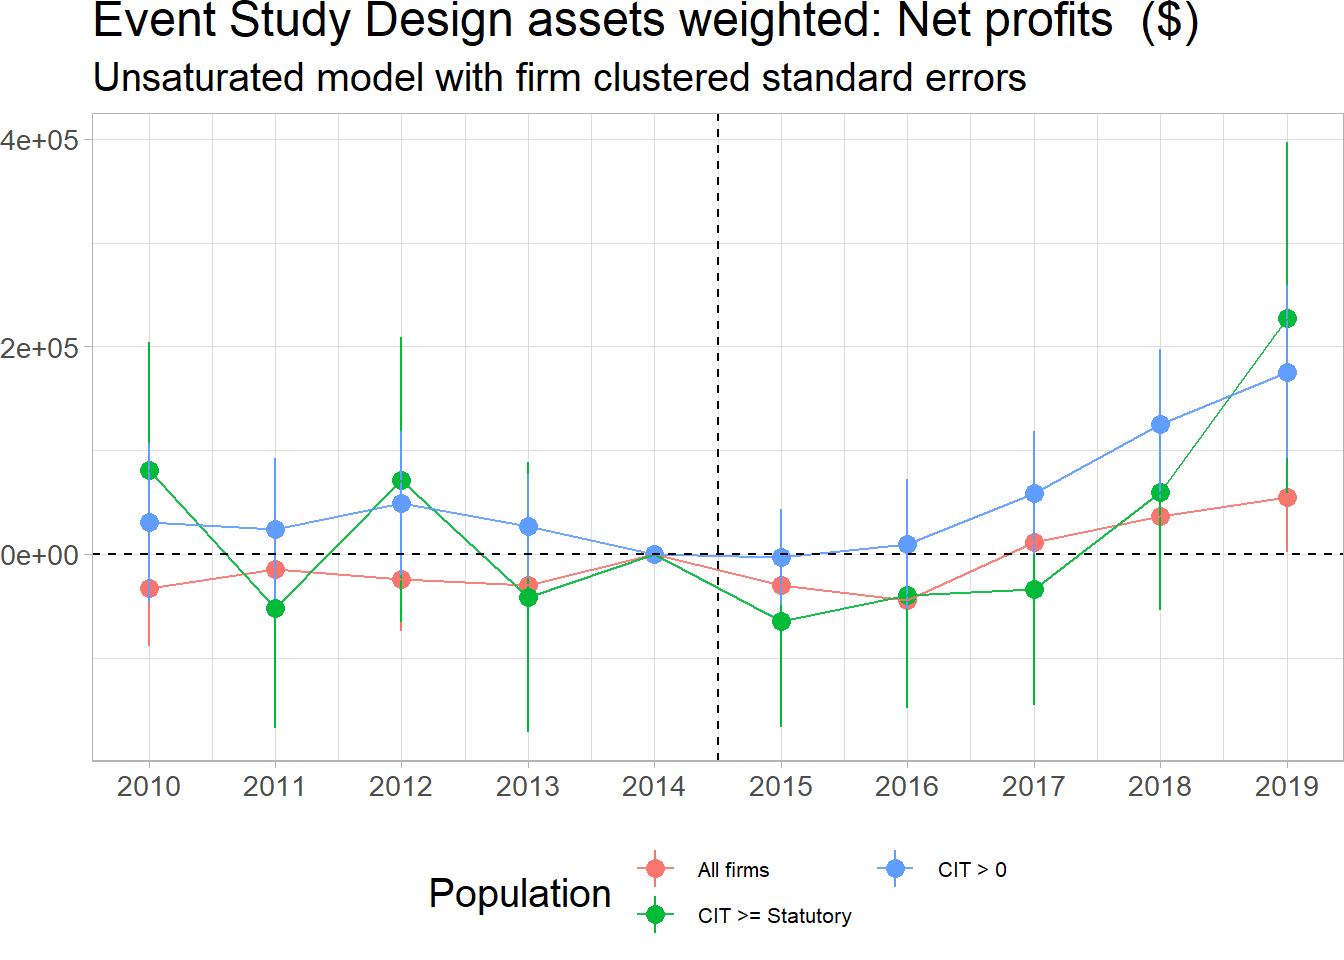 Event Study Design assets weighted: Net profits  ($)
Unsaturated model with firm clustered standard errors
4e+05
2e+05
0e+00
2010 2011 2012 2013 2014 2015 2016 2017 2018 2019
Population
All firms
CIT >= Statutory
CIT > 0